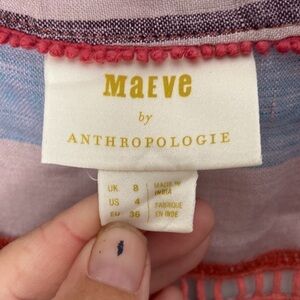 MAEVE
by
ANTHROPOLOGIE
UK 8
US 4
EU 36
MADE IN
INDIA
FABRIQUÉ
EN INDE